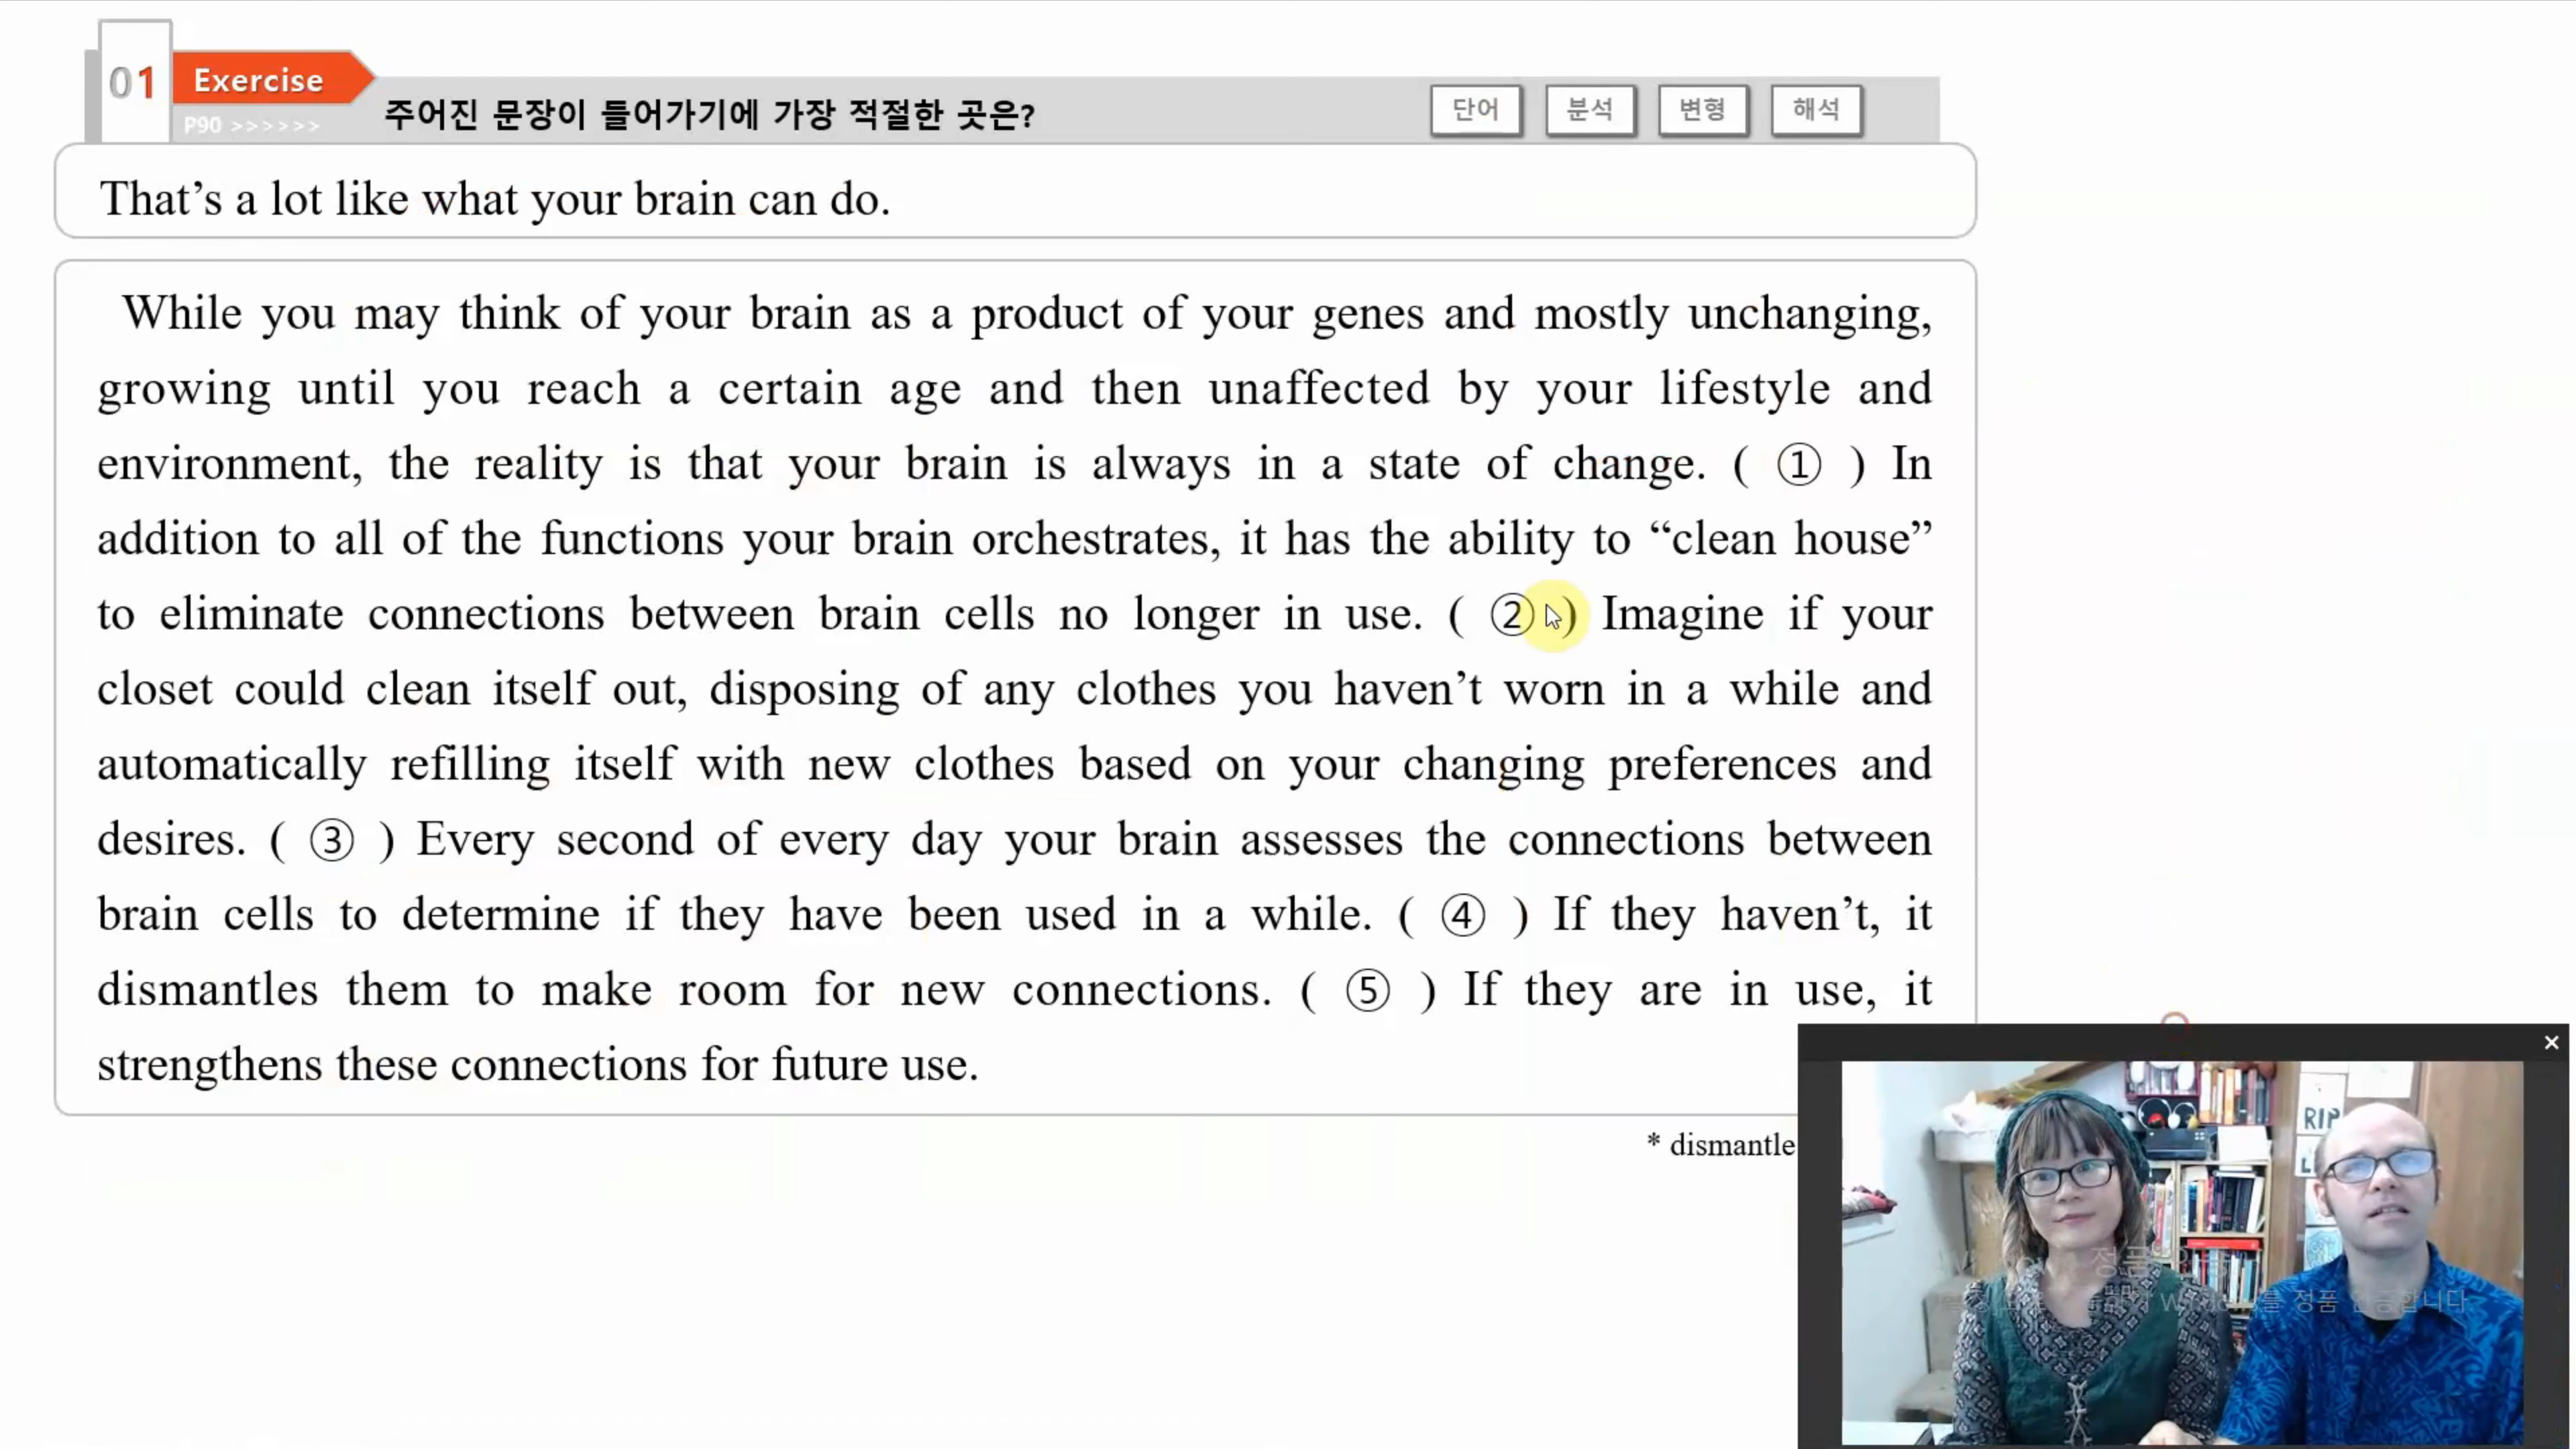 01
Exercise
P90 >>>>>>
주어진 문장이 들어가기에 가장 적절한 곳은?
단어
분석
변형
해석
That's a lot like what your brain can do.
While you may think of your brain as a product of your genes and mostly unchanging,
growing until you reach a certain age and then unaffected by your lifestyle and
environment, the reality is that your brain is always in a state of change. ( ① ) In
addition to all of the functions your brain orchestrates, it has the ability to “clean house”
to eliminate connections between brain cells no longer in use. ( ② ) Imagine if your
closet could clean itself out, disposing of any clothes you haven't worn in a while and
automatically refilling itself with new clothes based on your changing preferences and
desires. ( ③ ) Every second of every day your brain assesses the connections between
brain cells to determine if they have been used in a while. ( ④ ) If they haven't, it
dismantles them to make room for new connections. ( ⑤ ) If they are in use, it
strengthens these connections for future use.
* dismantle
RIP
정품
정품